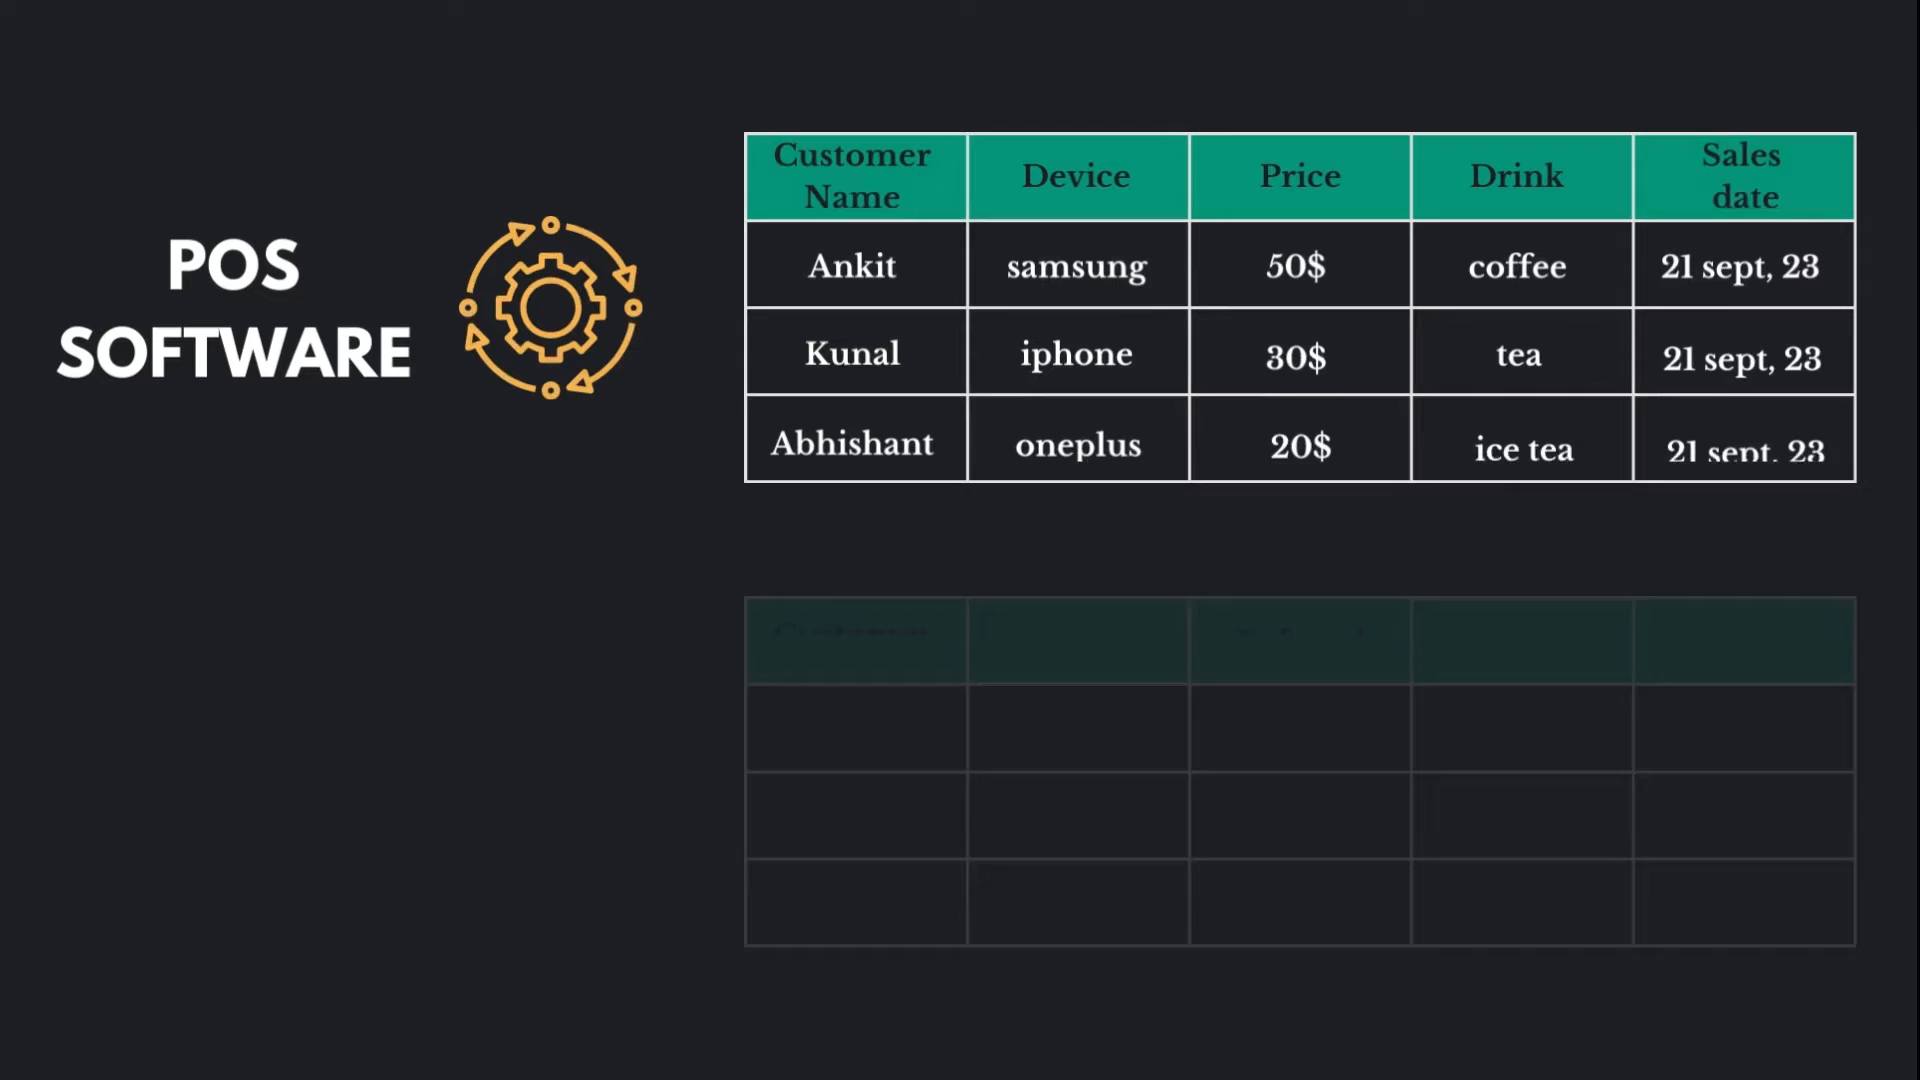 POS
SOFTWARE
Customer Name Device Price Drink Sales date
Ankit samsung 50$ coffee 21 sept, 23
Kunal iphone 30$ tea 21 sept, 23
Abhishant oneplus 20$ ice tea 21 sept, 23